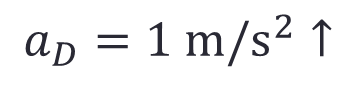 a_D = 1 m/s² ↑